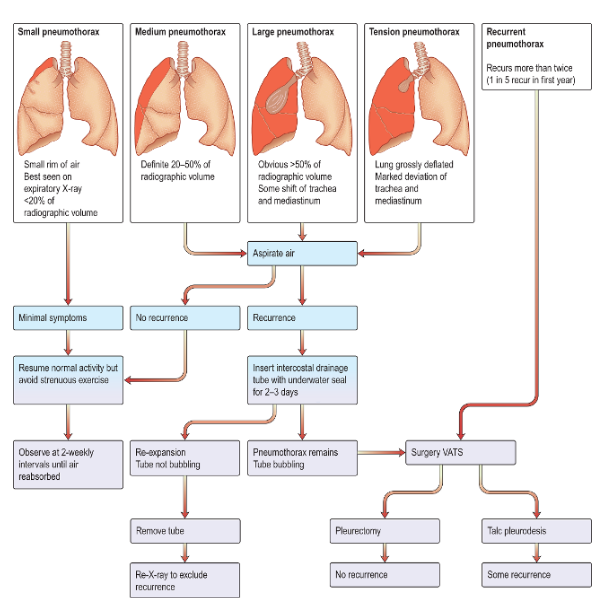 Small pneumothorax
Small rim of air
Best seen on
expiratory X-ray
<20% of
radiographic volume
Medium pneumothorax
Definite 20–50% of
radiographic volume
Large pneumothorax
Obvious >50% of
radiographic volume
Some shift of trachea
and mediastinum
Tension pneumothorax
Lung grossly deflated
Marked deviation of
trachea and
mediastinum
Recurrent
pneumothorax
Recurs more than twice
(1 in 5 recur in first year)
Aspirate air
Minimal symptoms
No recurrence
Recurrence
Resume normal activity but
avoid strenuous exercise
Insert intercostal drainage
tube with underwater seal
for 2–3 days
Observe at 2-weekly
intervals until air
reabsorbed
Re-expansion
Tube not bubbling
Pneumothorax remains
Tube bubbling
Surgery VATS
Remove tube
Pleurectomy
Talc pleurodesis
Re-X-ray to exclude
recurrence
No recurrence
Some recurrence